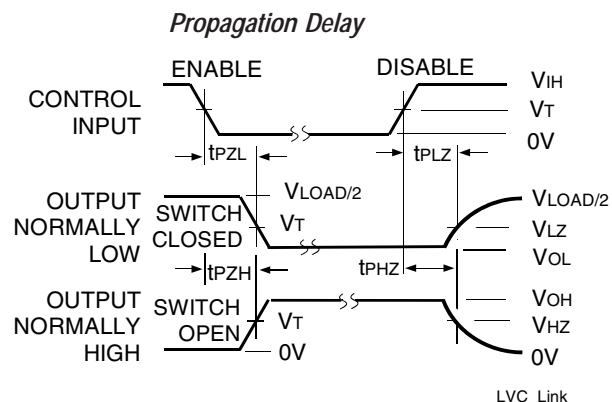 Propagation Delay
ENABLE
DISABLE
CONTROL
INPUT
VIH
VT
0V
tPZL
tPLZ
OUTPUT
NORMALLY
LOW
SWITCH
CLOSED
VLOAD/2
VT
VLOAD/2
VLZ
VOL
tPZH
tPHZ
OUTPUT
NORMALLY
HIGH
SWITCH
OPEN
VT
0V
VOH
VHZ
0V
LVC Link